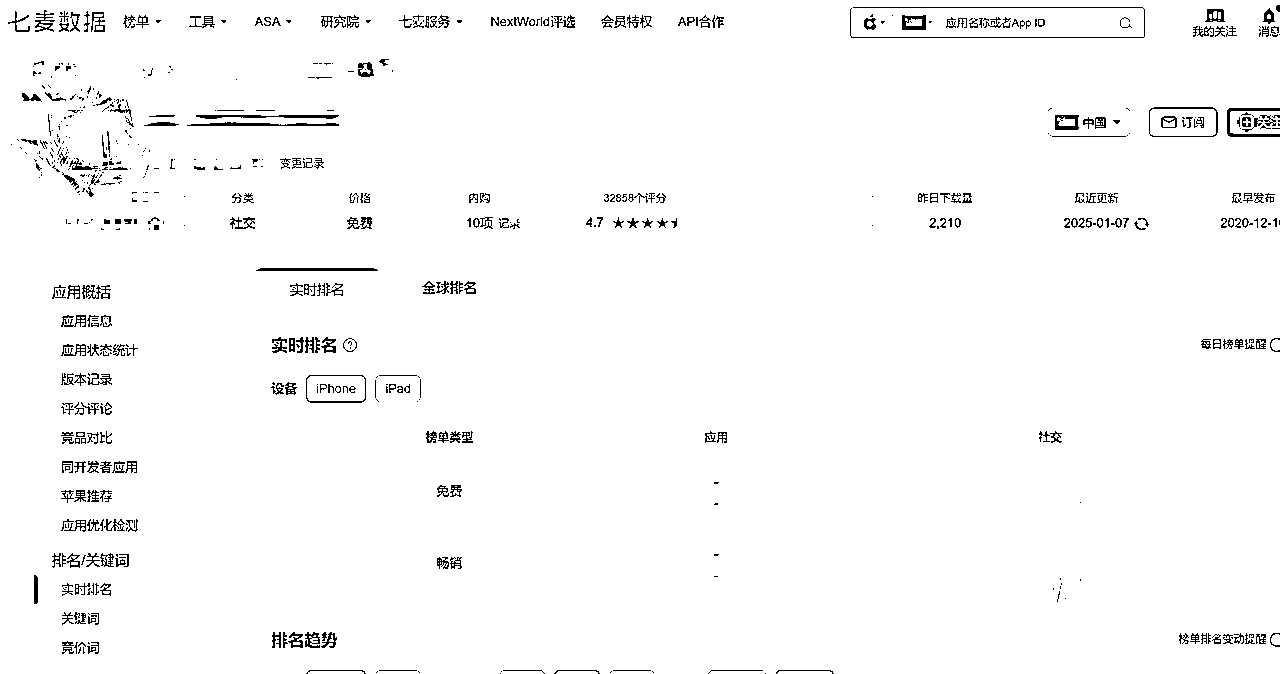 七麦数据 榜单 工具 ASA 研究院 七麦服务 NextWorld评选 会员特权 API合作 应用名称或者App ID 我的关注 消息
中国 订阅 关注
变更记录
分类 价格 内购 32858个评分 昨日下载量 最近更新 最早发布
社交 免费 10项 记录 4.7 ★★★★ 2,210 2025-01-07 2020-12-1
应用概括 实时排名 全球排名
应用信息
实时排名 ? 每日榜单提醒
应用状态统计
版本记录 设备 iPhone iPad
评分评论
竞品对比 榜单类型 应用 社交
同开发者应用
苹果推荐 免费 - -
应用优化检测
排名/关键词 畅销 - -
实时排名
关键词
竞价词 排名趋势 榜单排名变动提醒